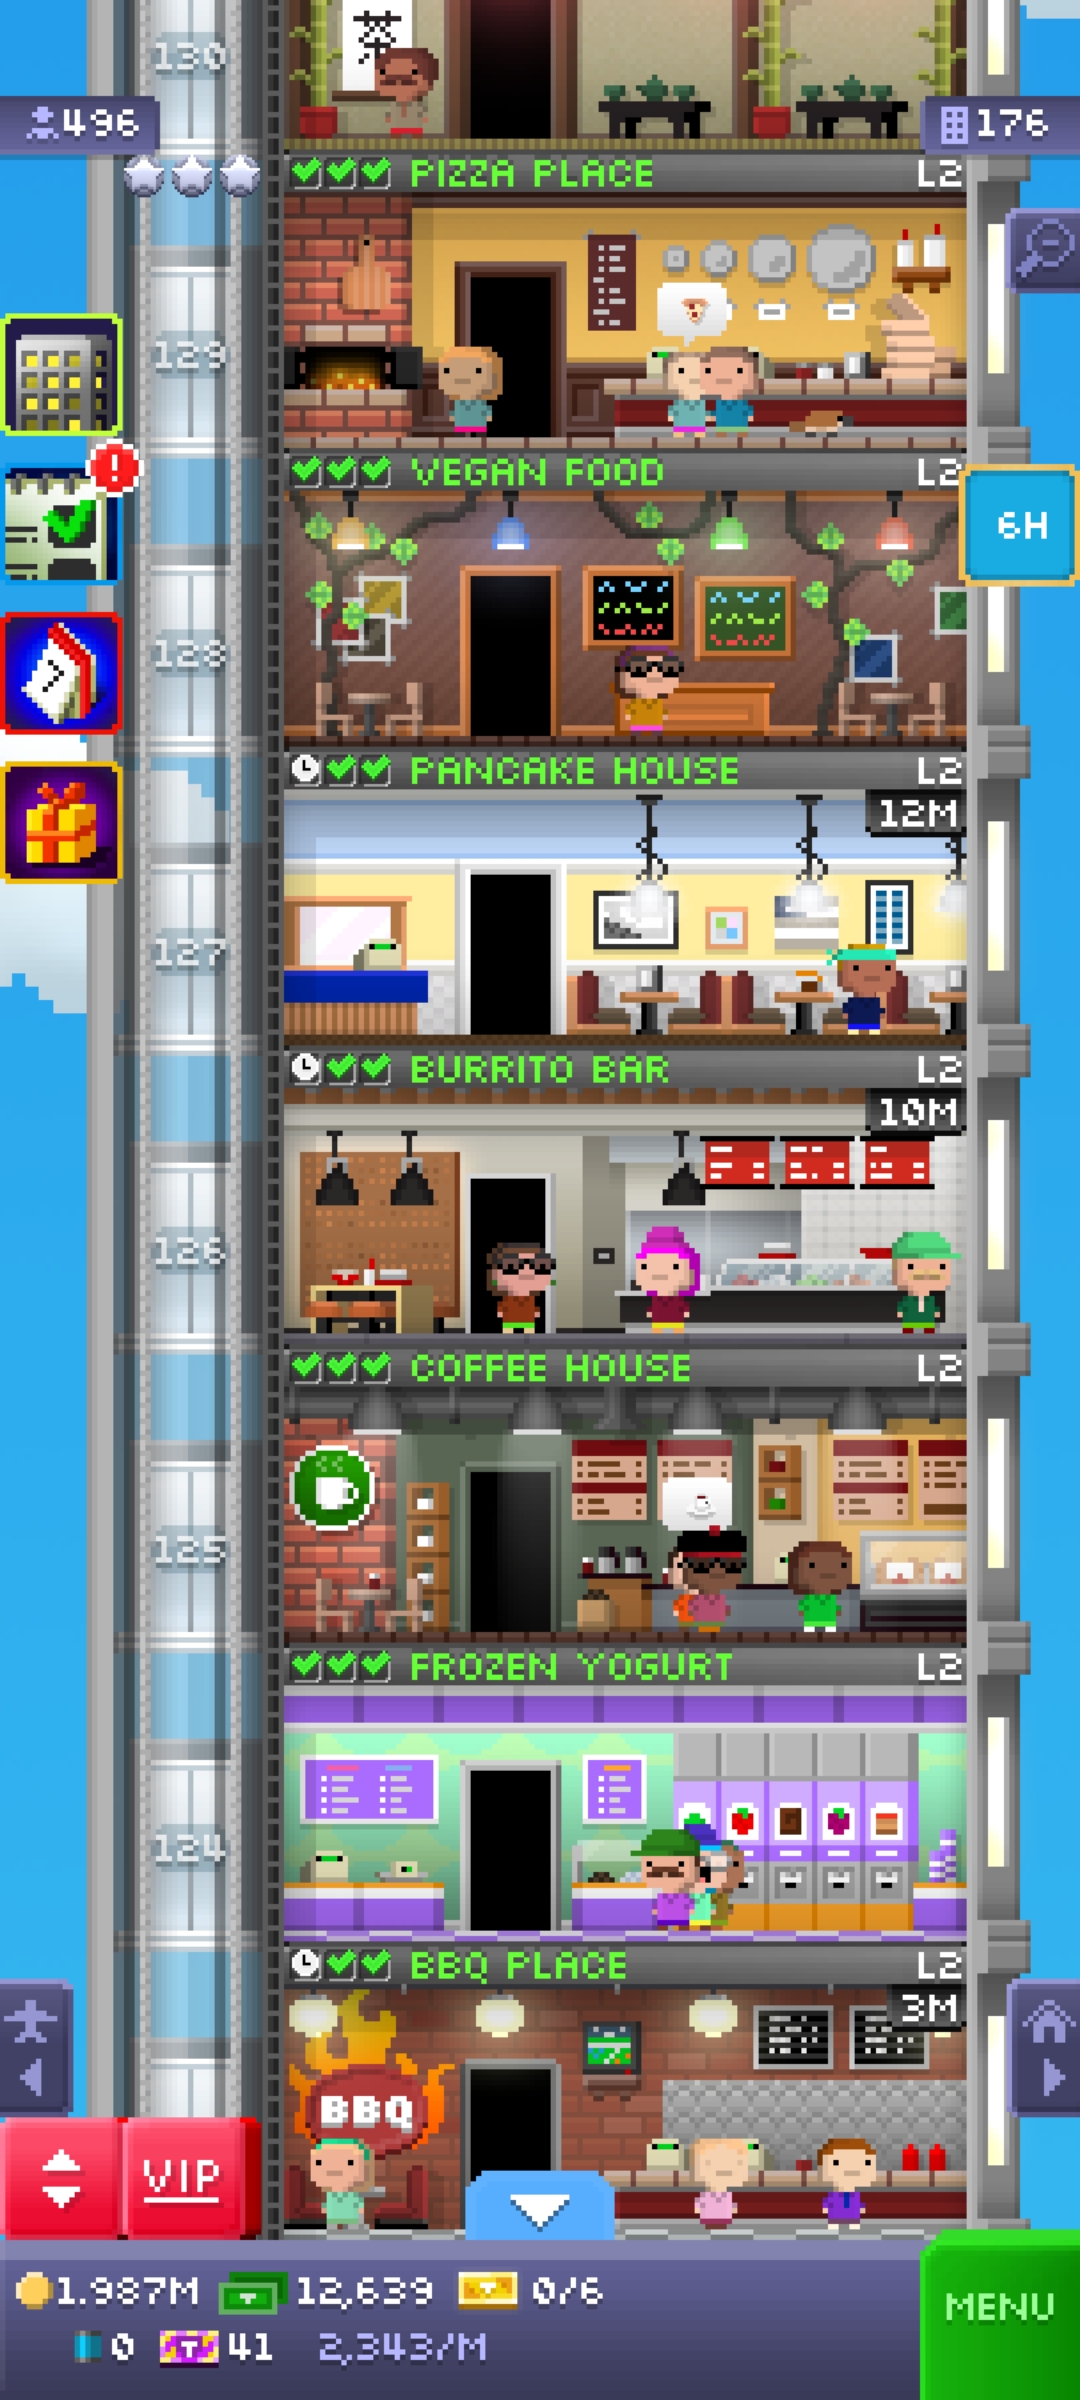 130
茶
496
176
PIZZA PLACE L2
129
VEGAN FOOD L2
6H
128
PANCAKE HOUSE L2
12M
127
BURRITO BAR L2
10M
126
COFFEE HOUSE L2
125
FROZEN YOGURT L2
124
BBQ PLACE L2
3M
BBQ
VIP
1.987M 12,639 0/6
MENU
0 T 41 2,343/M